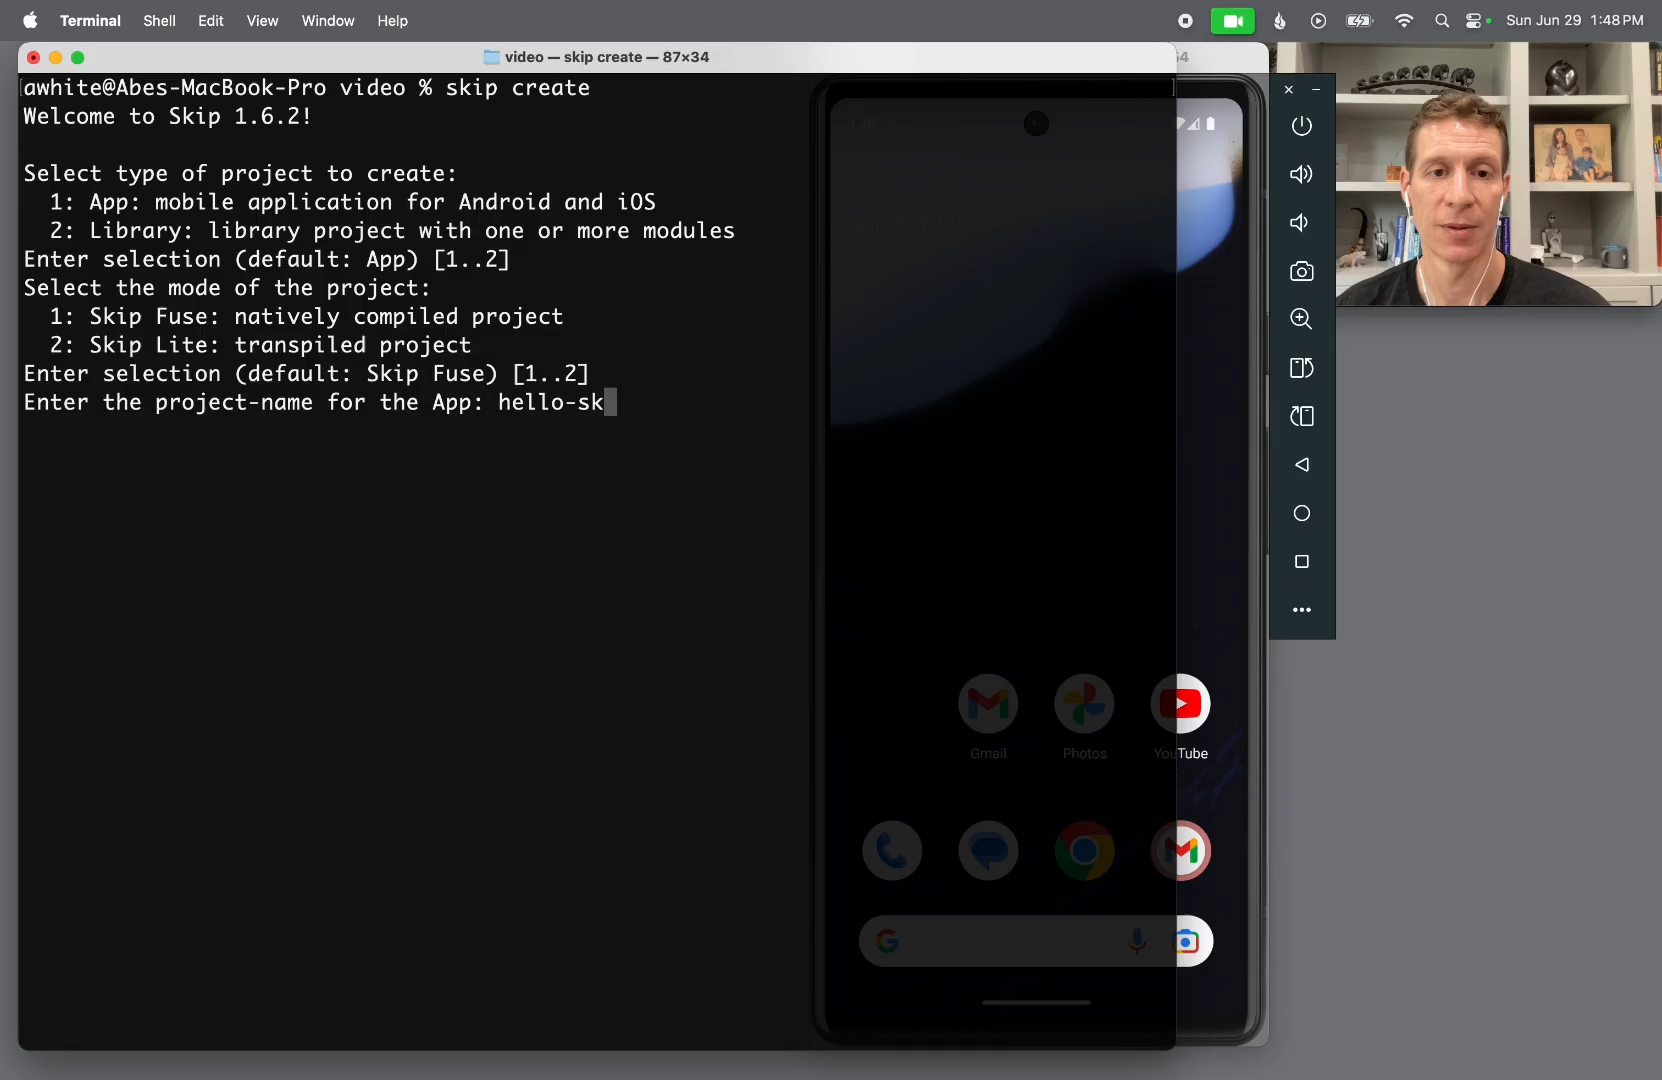 Terminal Shell Edit View Window Help Sun Jun 29 1:48 PM
video — skip create — 87×34
awhite@Abes-MacBook-Pro video % skip create
Welcome to Skip 1.6.2!
Select type of project to create:
1: App: mobile application for Android and iOS
2: Library: library project with one or more modules
Enter selection (default: App) [1..2]
Select the mode of the project:
1: Skip Fuse: natively compiled project
2: Skip Lite: transpiled project
Enter selection (default: Skip Fuse) [1..2]
Enter the project-name for the App: hello-sk
Gmail Photos YouTube